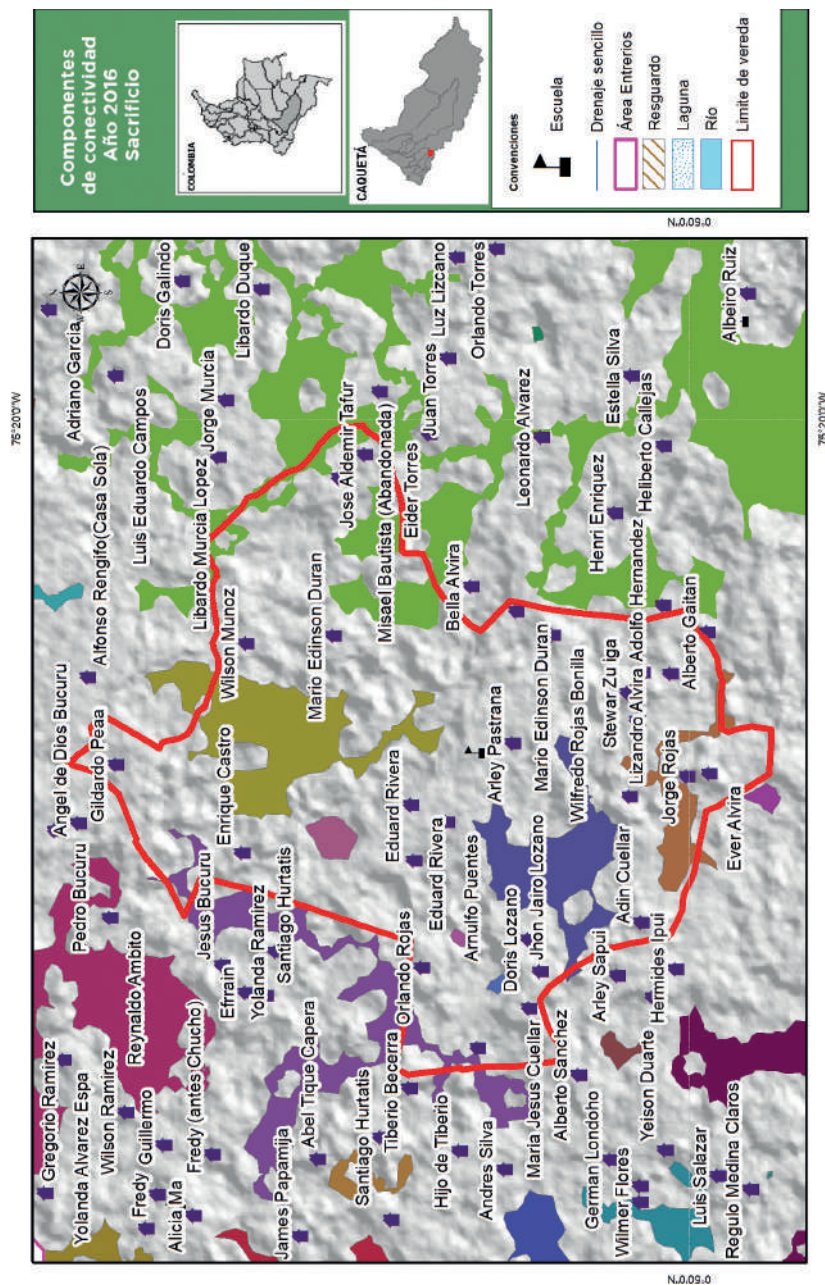 Componentes
de conectividad
Año 2016
Sacrificio
COLOMBIA
CAQUETÁ
Convenciones
Escuela
Drenaje sencillo
Área Entrerios
Resguardo
Laguna
Río
Limite de vereda
75°20'0"W
75°20'0"W
Adriano Garcia
Doris Galindo
Libardo Duque
Luz Lizcano
Orlando Torres
Albeiro Ruiz
Alfonso Rengifo(Casa Sola)
Luis Eduardo Campos
Jorge Murcia
Libardo Murcia Lopez
Jose Aldemir Tafur
Misael Bautista (Abandonada)
Juan Torres
Eider Torres
Leonardo Alvarez
Estella Silva
Heliberto Callejas
Henri Enriquez
Bella Alvira
Wilson Munoz
Mario Edinson Duran
Angel de Dios Bucuru
Gildardo Peaa
Enrique Castro
Eduard Rivera
Eduard Rivera
Arley Pastrana
Mario Edinson Duran
Wilfredo Rojas Bonilla
Stewar Zu iga
Lizandro Alvira
Adolfo Hernandez
Alberto Gaitan
Jorge Rojas
Ever Alvira
Pedro Bucuru
Jesus Bucuru
Reynaldo Ambito
Efrrain
Yolanda Ramirez
Santiago Hurtatis
Orlando Rojas
Arnulfo Puentes
Doris Lozano
Jhon Jairo Lozano
Adin Cuellar
Arley Sapui
Hermides Ipui
Gregorio Ramirez
Yolanda Alvarez Espa
Wilson Ramirez
Guillermo
Fredy
Alicia Ma
Fredy (antes) Chucho)
Abel Tique Capera
James Papamija
Santiago Hurtatis
Tiberio Becerra
Hijo de Tiberio
Andres Silva
Maria Jesus Cuellar
Alberto Sanchez
German Londoho
Wilmer Flores
Yeison Duarte
Luis Salazar
Regulo Medina Claros